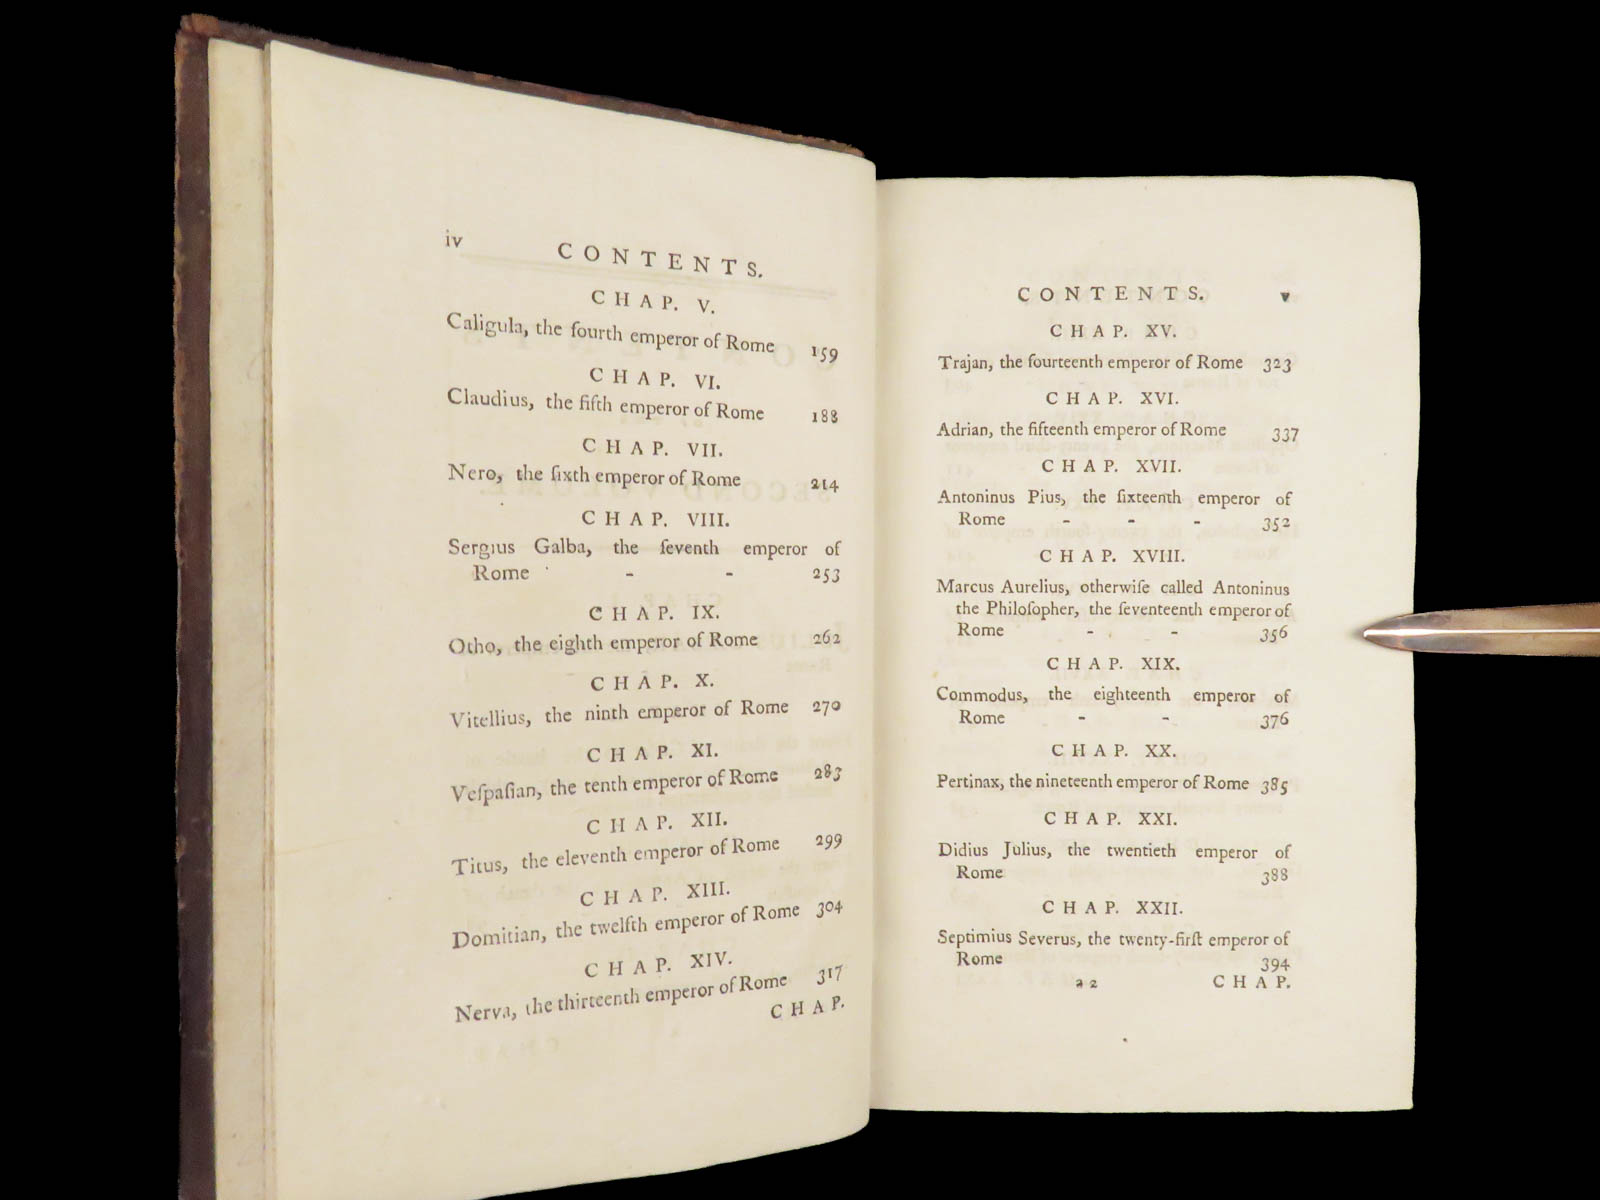 iv
CONTENTS.
CHAP. V.
Caligula, the fourth emperor of Rome 159
CHAP. VI.
Claudius, the fifth emperor of Rome 188
CHAP. VII.
Nero, the ſixth emperor of Rome 214
CHAP. VIII.
Sergius Galba, the ſeventh emperor of
Rome - - 253
CHAP. IX.
Otho, the eighth emperor of Rome 262
CHAP. X.
Vitellius, the ninth emperor of Rome 270
CHAP. XI.
Veſpaſian, the tenth emperor of Rome 283
CHAP. XII.
Titus, the eleventh emperor of Rome 299
CHAP. XIII.
Domitian, the twelfth emperor of Rome 304
CHAP. XIV.
Nerva, the thirteenth emperor of Rome 317
CHAP.
CONTENTS. v
CHAP. XV.
Trajan, the fourteenth emperor of Rome 323
CHAP. XVI.
Adrian, the fifteenth emperor of Rome 337
CHAP. XVII.
Antoninus Pius, the ſixteenth emperor of
Rome - - - 352
CHAP. XVIII.
Marcus Aurelius, otherwiſe called Antoninus
the Philoſopher, the ſeventeenth emperor of
Rome - - 356
CHAP. XIX.
Commodus, the eighteenth emperor of
Rome - - 376
CHAP. XX.
Pertinax, the nineteenth emperor of Rome 385
CHAP. XXI.
Didius Julius, the twentieth emperor of
Rome 388
CHAP. XXII.
Septimius Severus, the twenty-firſt emperor of
Rome 394
a 2 CHAP.